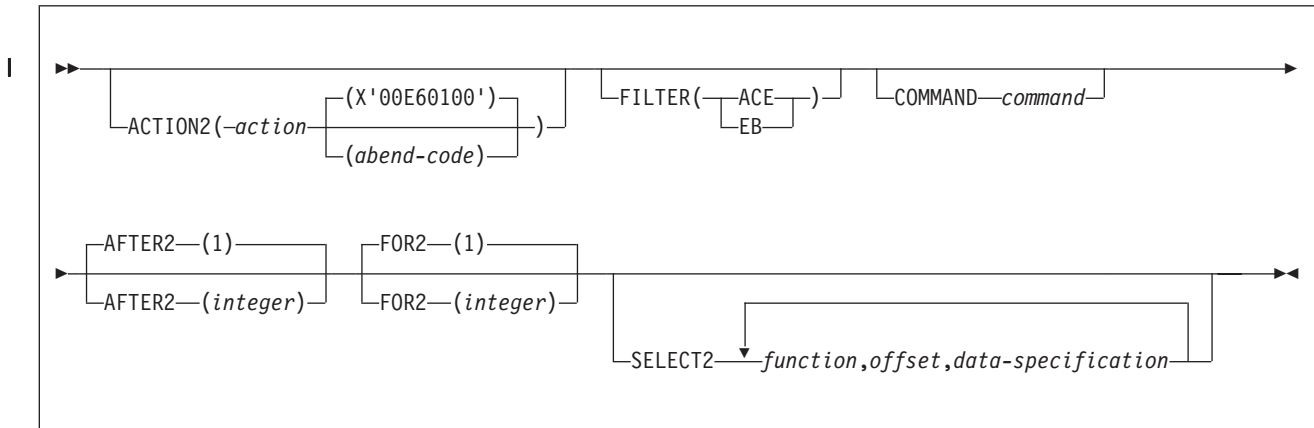 (X'00E60100')
ACTION2( action )
(abend-code)
FILTER( ACE )
EB
COMMAND command
AFTER2 (1)
AFTER2 (integer)
FOR2 (1)
FOR2 (integer)
SELECT2 function,offset,data-specification